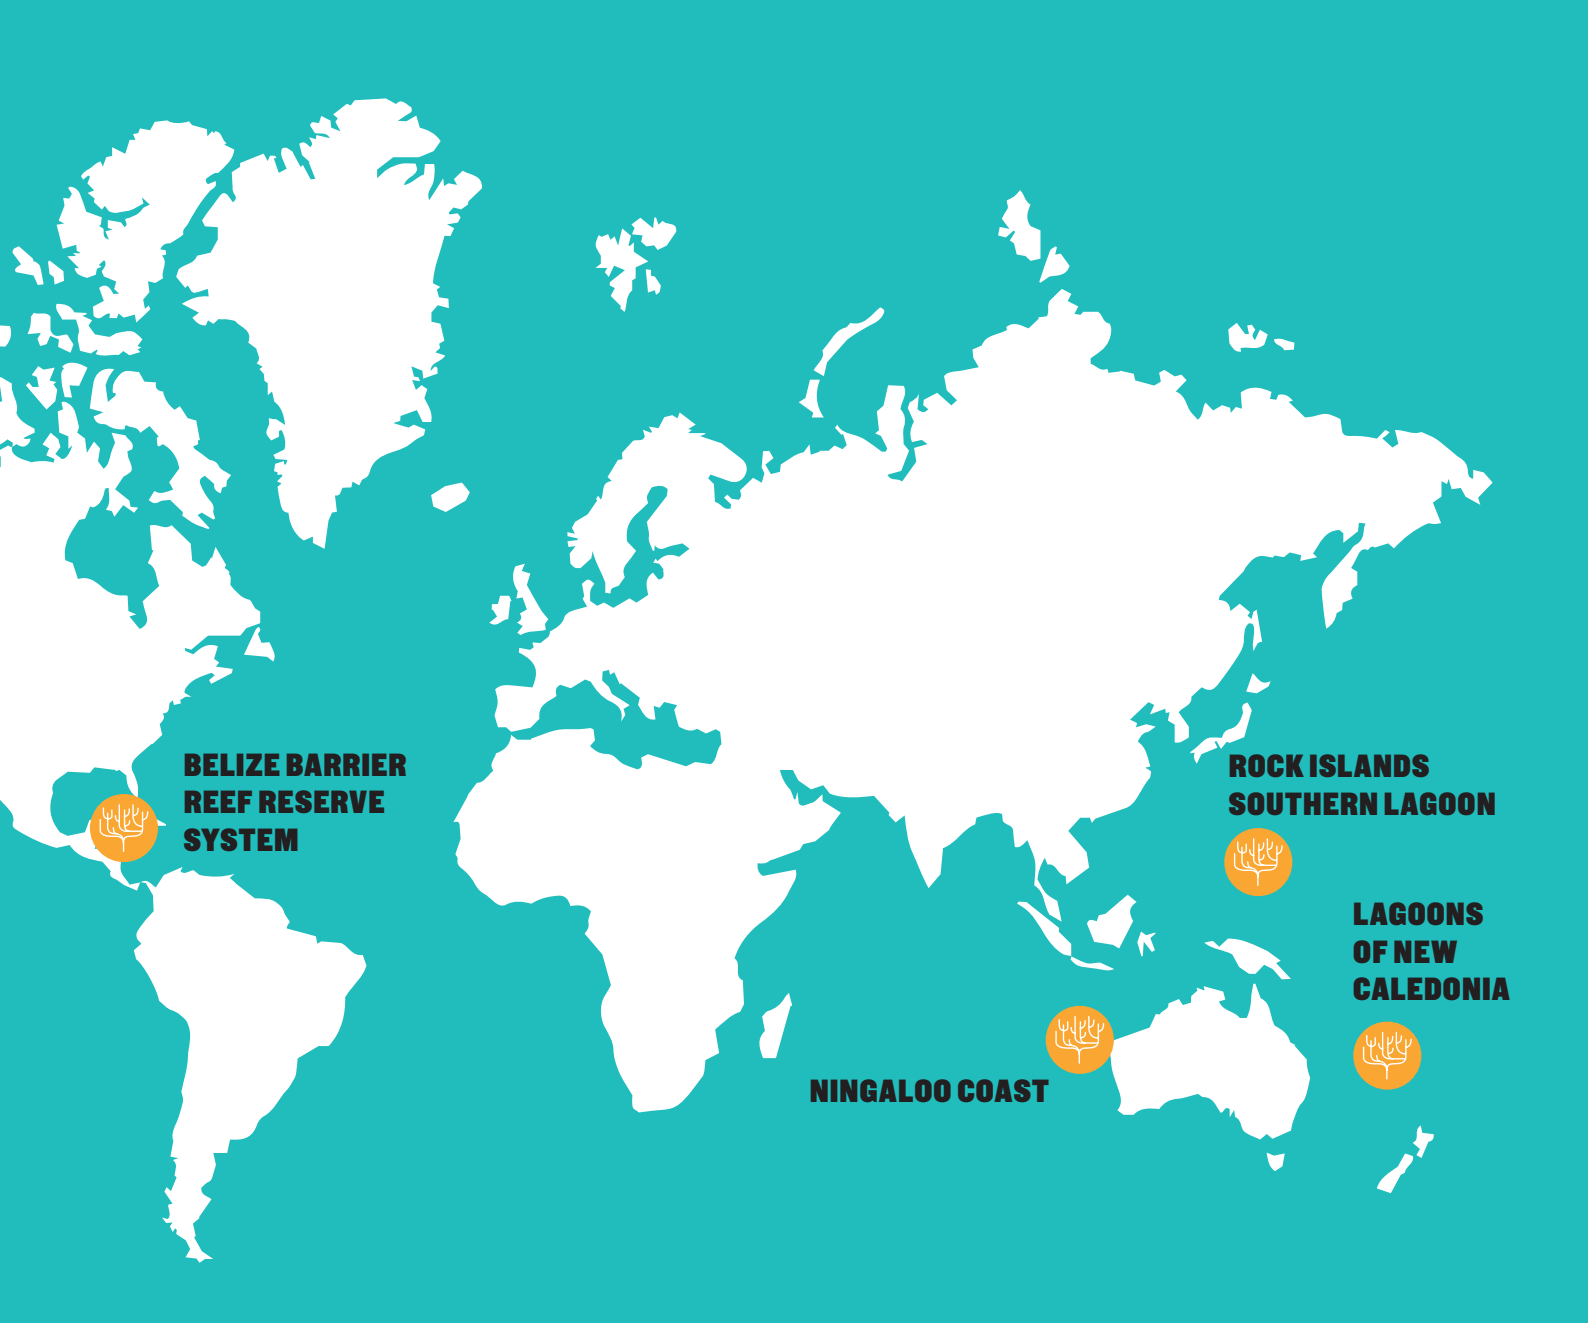 BELIZE BARRIER
REEF RESERVE
SYSTEM
ROCK ISLANDS
SOUTHERN LAGOON
LAGOONS
OF NEW
CALEDONIA
NINGALOO COAST